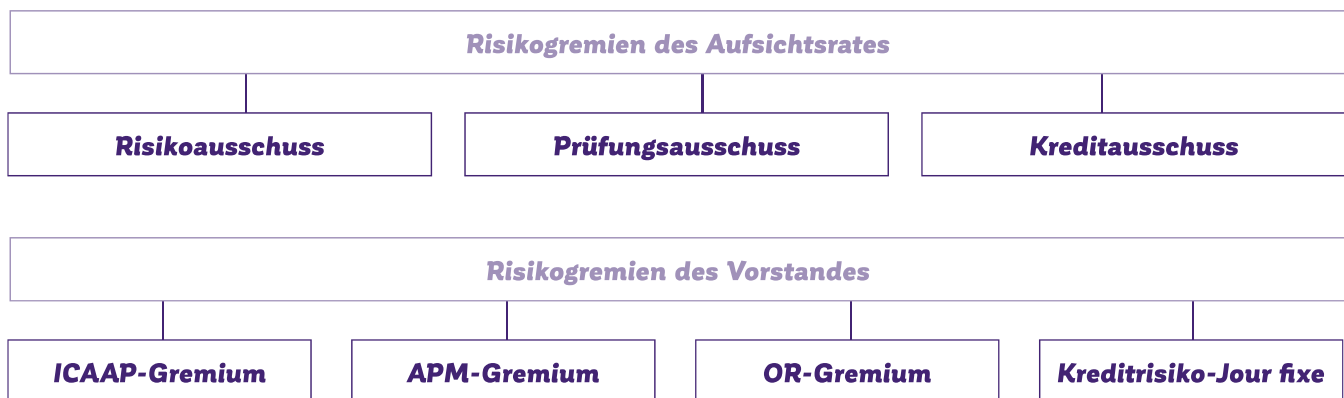 Risikogremien des Aufsichtsrates
Risikoausschuss
Prüfungsausschuss
Kreditausschuss
Risikogremien des Vorstandes
ICAAP-Gremium
APM-Gremium
OR-Gremium
Kreditrisiko-Jour fixe